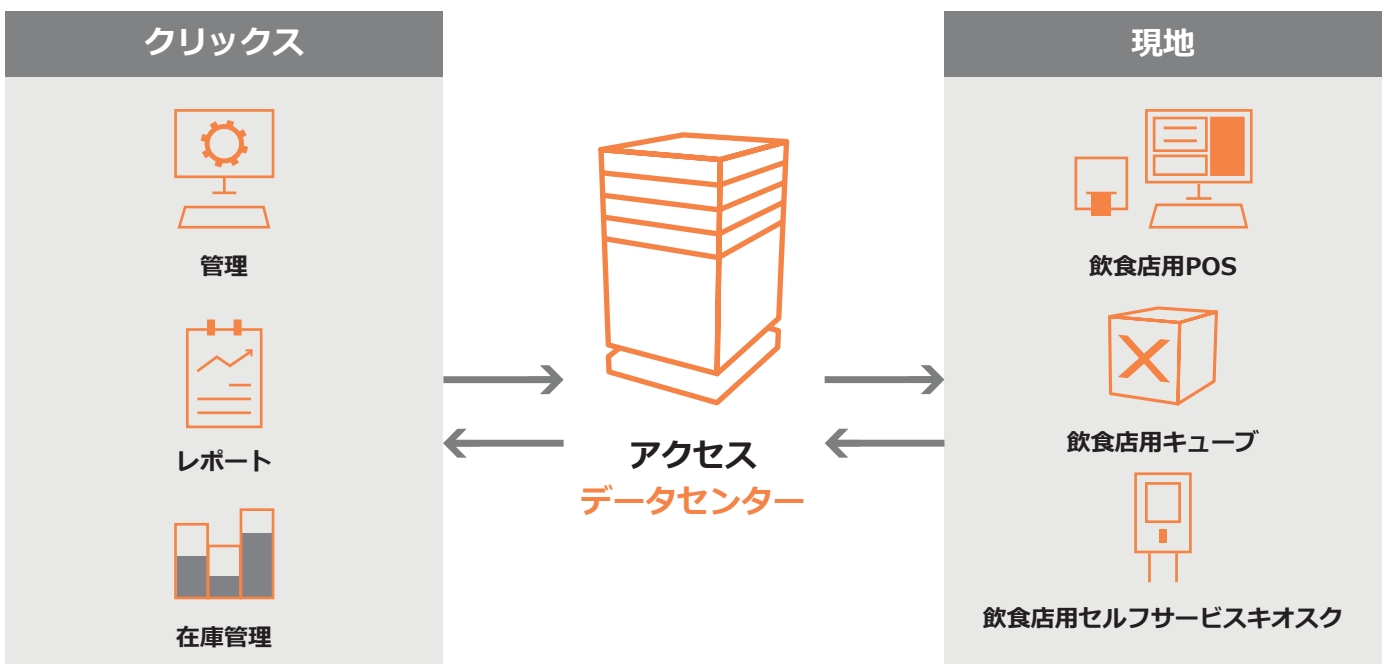 クリックス
管理
レポート
在庫管理
アクセス
データセンター
現地
飲食店用POS
飲食店用キューブ
飲食店用セルフサービスキオスク